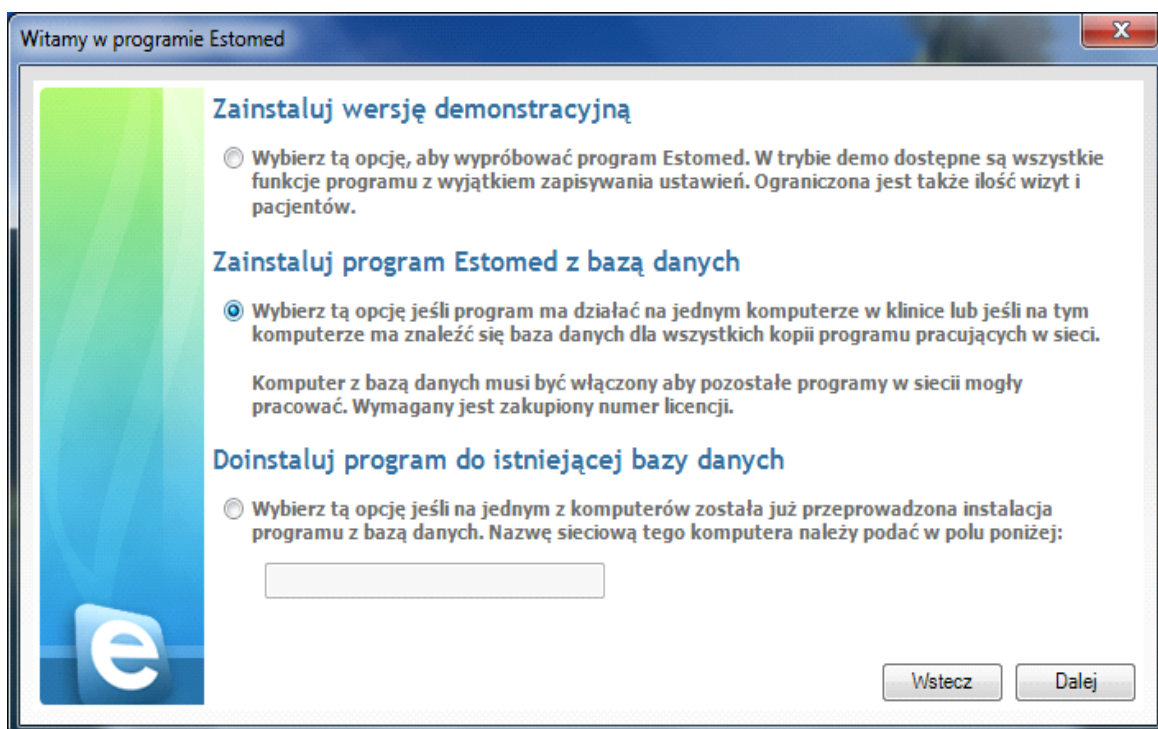 Witamy w programie Estomed
Zainstaluj wersję demonstracyjną
Wybierz tą opcję, aby wypróbować program Estomed. W trybie demo dostępne są wszystkie
funkcje programu z wyjątkiem zapisywania ustawień. Ograniczona jest także ilość wizyt i
pacjentów.
Zainstaluj program Estomed z bazą danych
Wybierz tą opcję jeśli program ma działać na jednym komputerze w klinice lub jeśli na tym
komputerze ma znaleźć się baza danych dla wszystkich kopii programu pracujących w sieci.
Komputer z bazą danych musi być włączony aby pozostałe programy w siecii mogły
pracować. Wymagany jest zakupiony numer licencji.
Doinstaluj program do istniejącej bazy danych
Wybierz tą opcję jeśli na jednym z komputerów została już przeprowadzona instalacja
programu z bazą danych. Nazwę sieciową tego komputera należy podać w polu poniżej:
e
Wstecz Dalej